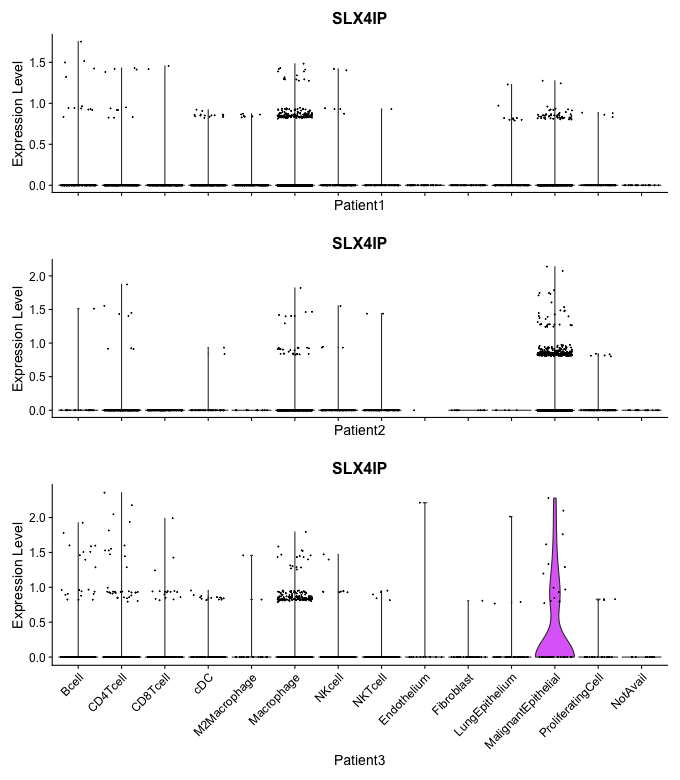 SLX4IP
Expression Level
1.5
1.0
0.5
0.0
Patient1
SLX4IP
Expression Level
2.0
1.5
1.0
0.5
0.0
Patient2
SLX4IP
Expression Level
2.0
1.5
1.0
0.5
0.0
Bcell
CD4Tcell
CD8Tcell
cDC
M2Macrophage
Macrophage
NKcell
NKTcell
Endothelium
Fibroblast
LungEpithelium
MalignantEpithelial
ProliferatingCell
NotAvail
Patient3